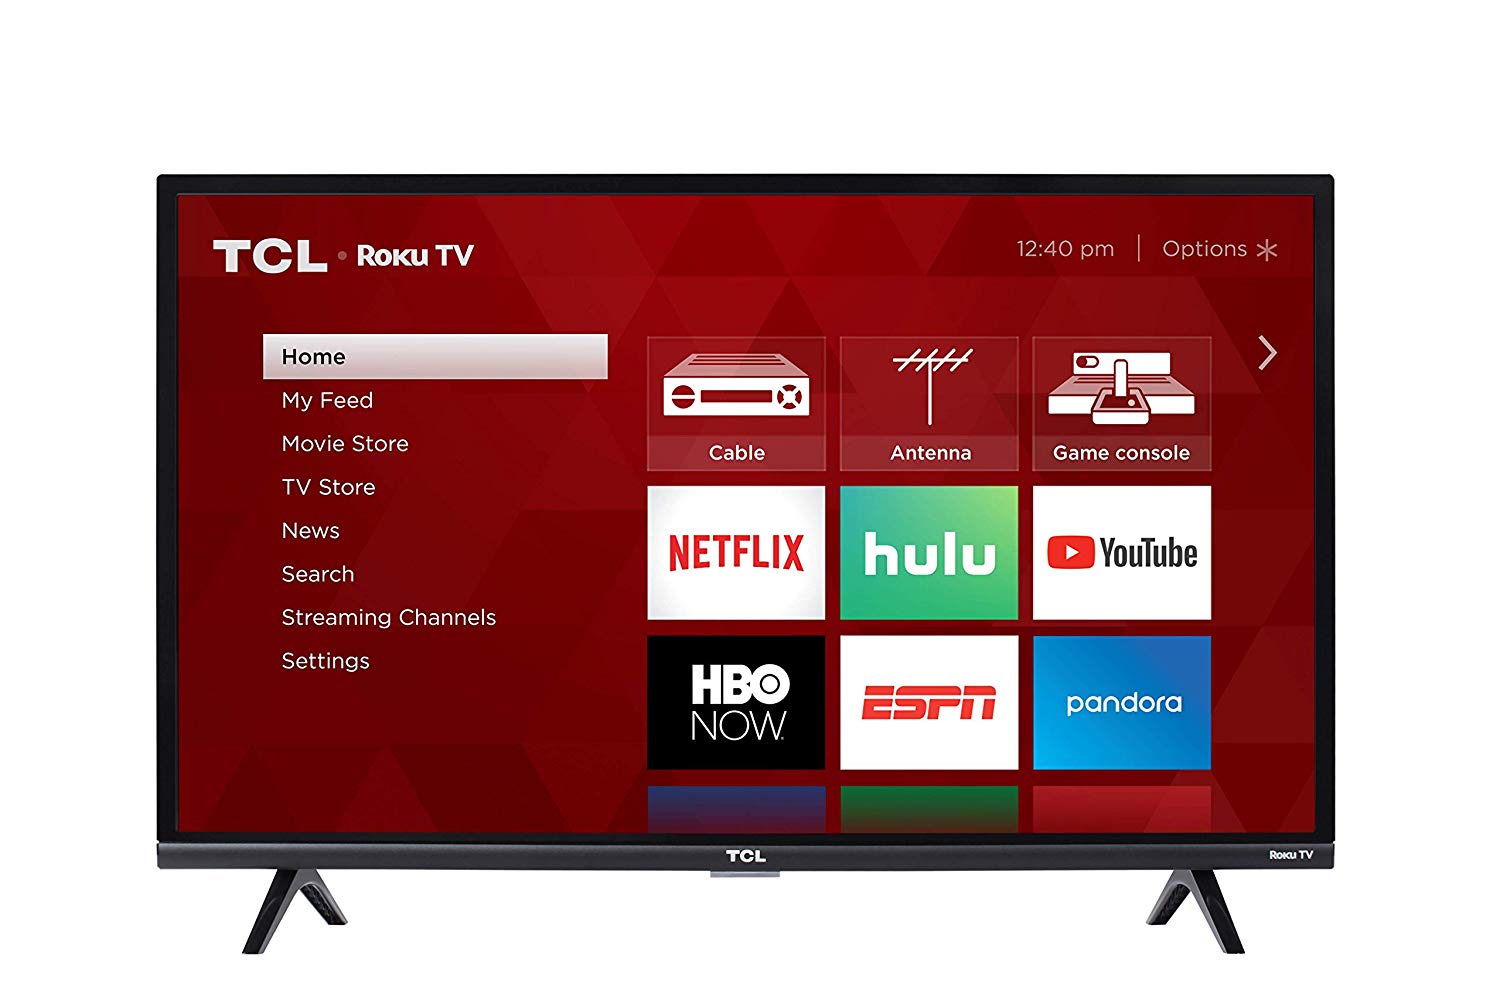 TCL • Roku TV
12:40 pm | Options *
Home
My Feed
Movie Store
TV Store
News
Search
Streaming Channels
Settings
Cable
Antenna
Game console
NETFLIX
hulu
YouTube
HBO
NOW
ESPN
pandora
TCL
Roku TV